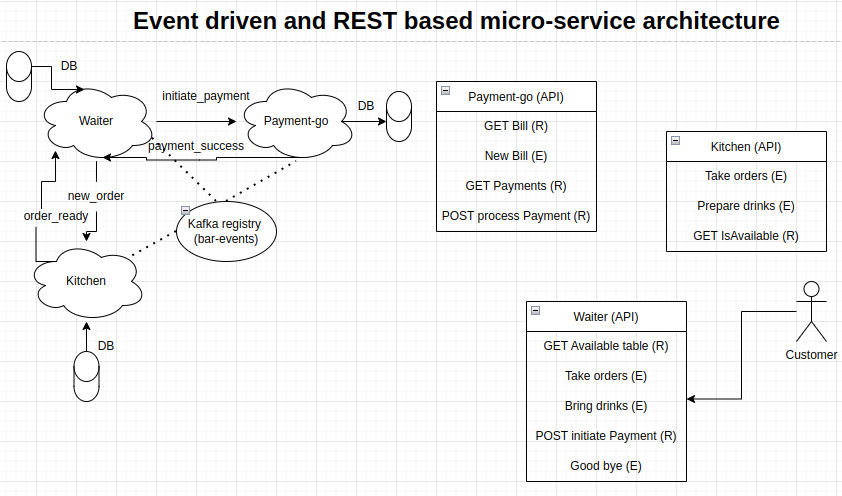 Event driven and REST based micro-service architecture
DB
Waiter
initiate_payment
Payment-go
DB
payment_success
new_order
order_ready
Kafka registry
(bar-events)
Kitchen
DB
Payment-go (API)
GET Bill (R)
New Bill (E)
GET Payments (R)
POST process Payment (R)
Kitchen (API)
Take orders (E)
Prepare drinks (E)
GET IsAvailable (R)
Waiter (API)
GET Available table (R)
Take orders (E)
Bring drinks (E)
POST initiate Payment (R)
Good bye (E)
Customer